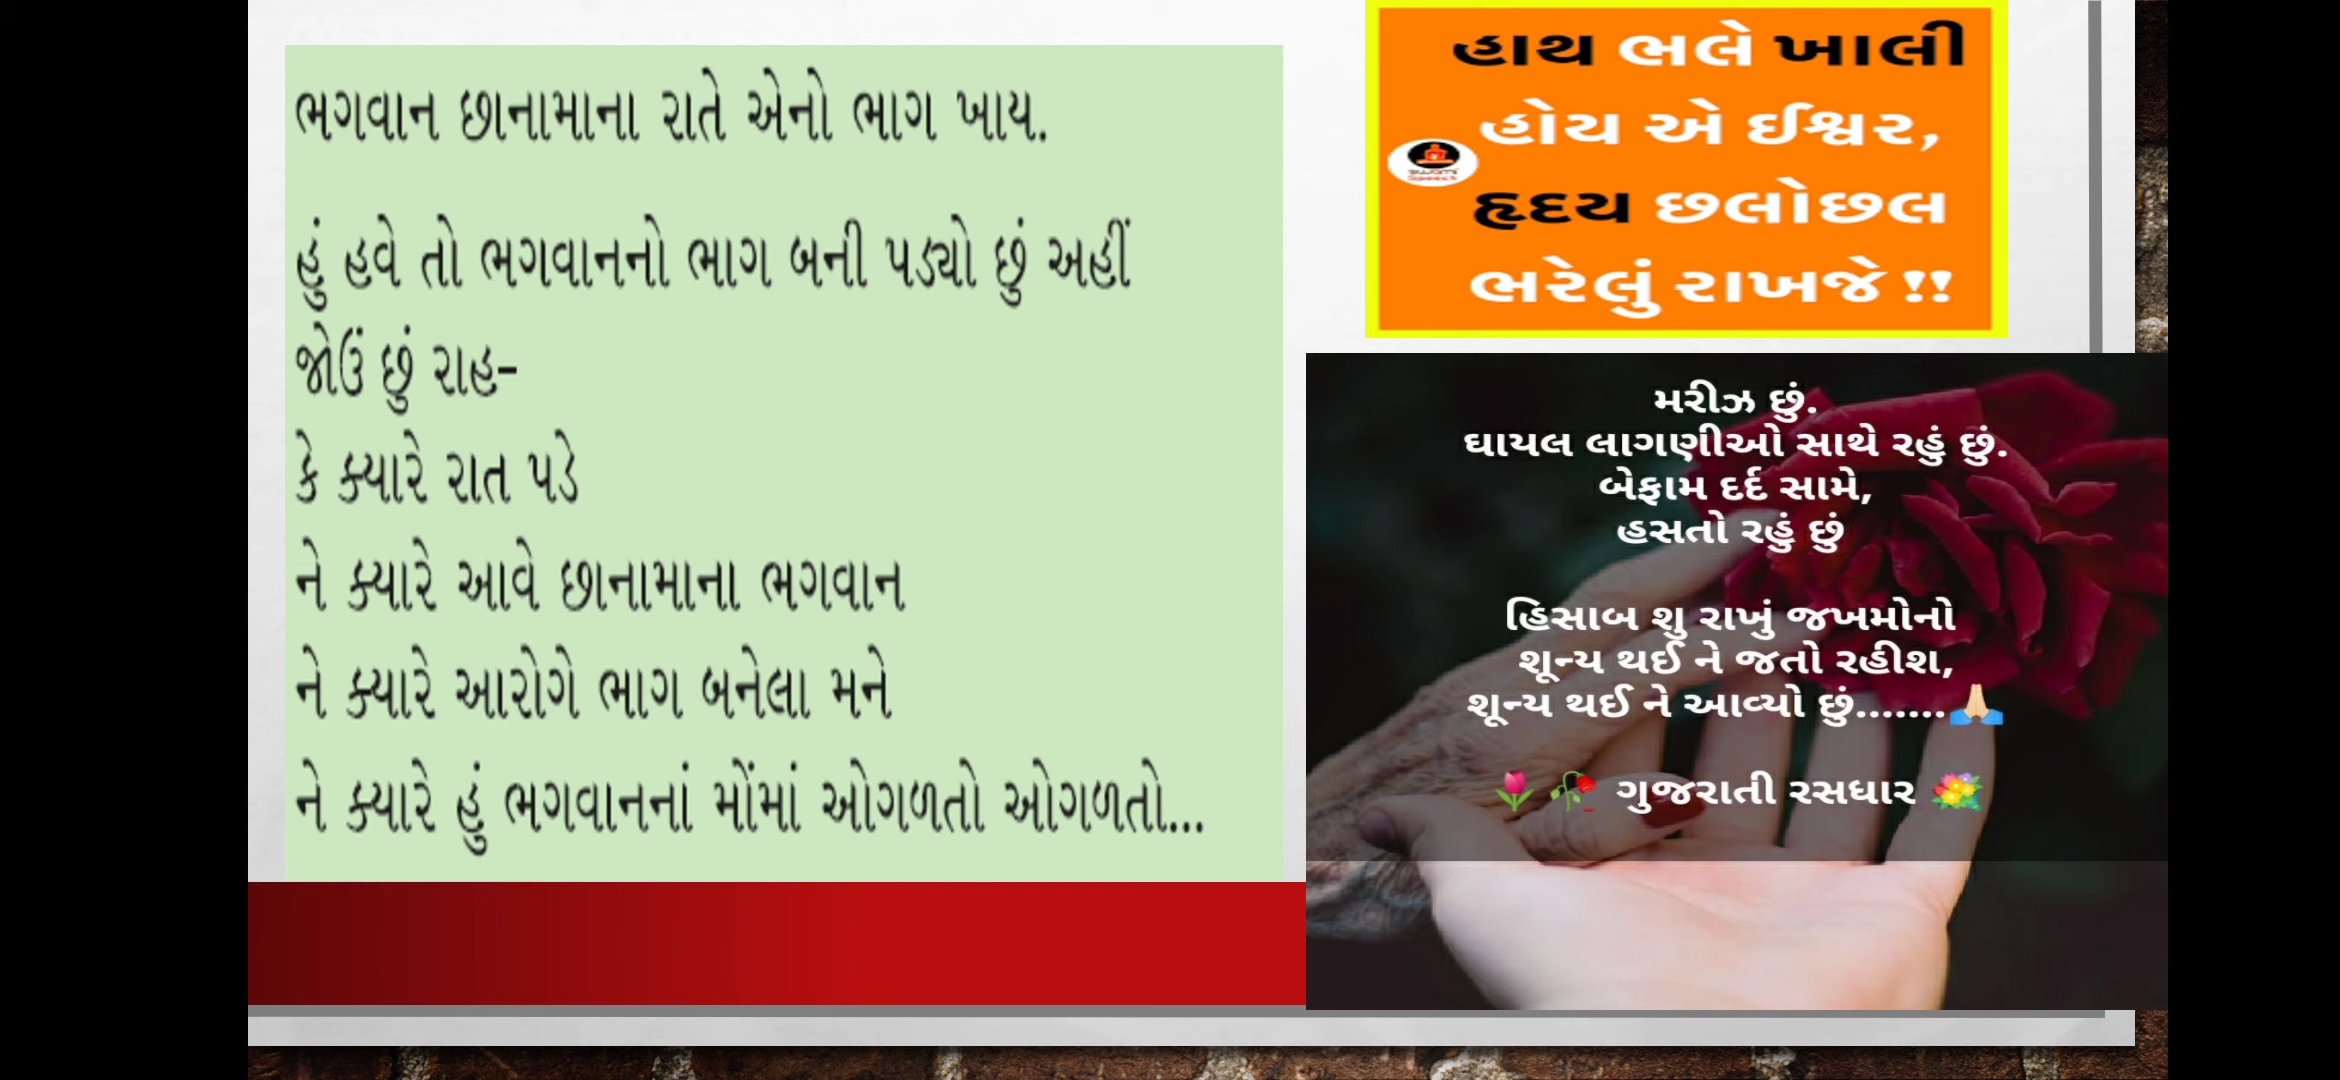 ભગવાન છાનામાના રાતે એનો ભાગ ખાય.
હું હવે તો ભગવાનનો ભાગ બની પડ્યો છું અહીં
જોઉં છું રાહ-
કે ક્યારે રાત પડે
ને ક્યારે આવે છાનામાના ભગવાન
ને ક્યારે આરોગે ભાગ બનેલા મને
ને ક્યારે હું ભગવાનનાં મોંમાં ઓગળતો ઓગળતો...
હાથ ભલે ખાલી
હોય એ ઈશ્વર,
હૃદય છલોછલ
ભરેલું રાખજે !!
મરીઝ છું.
ઘાયલ લાગણીઓ સાથે રહું છું.
બેફામ દર્દ સામે,
હસતો રહું છું
હિસાબ શુ રાખું જખમોનો
શૂન્ય થઈ ને જતો રહીશ,
શૂન્ય થઈ ને આવ્યો છું.......🙏🏻
🌷🥀 ગુજરાતી રસધાર 💐